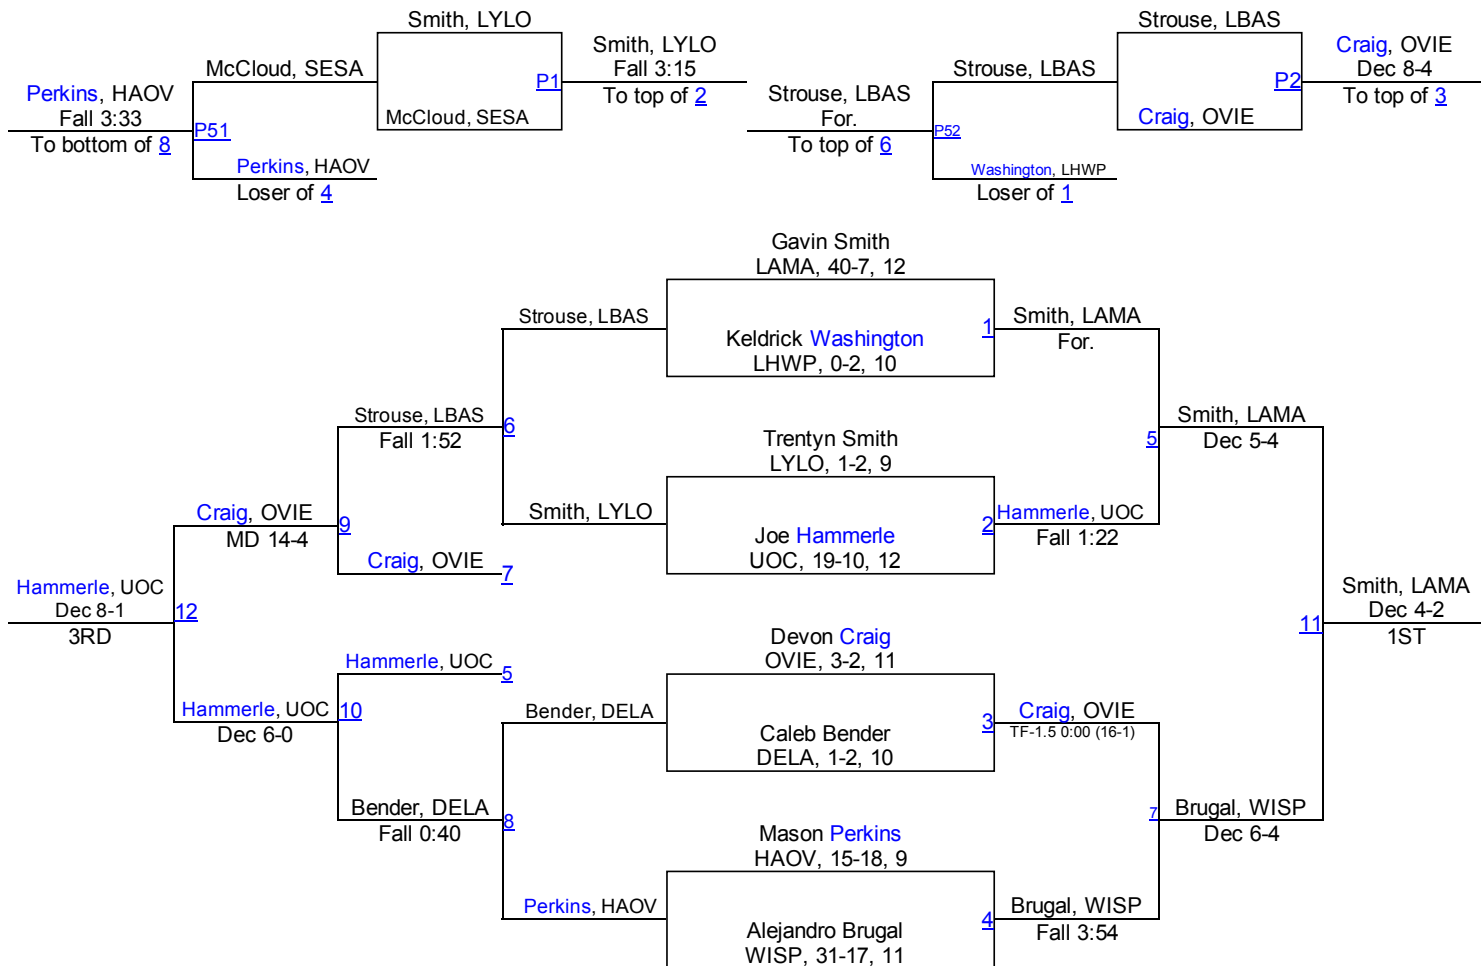 Smith, LYLO
McCloud, SESA
P1
McCloud, SESA
Smith, LYLO
Fall 3:15
To top of 2
Perkins, HAOV
Fall 3:33
To bottom of 8
P51
Perkins, HAOV
Loser of 4
Strouse, LBAS
Strouse, LBAS
P2
Craig, OVIE
Craig, OVIE
Dec 8-4
To top of 3
Strouse, LBAS
For.
To top of 6
P52
Washington, LHWP
Loser of 1
Gavin Smith
LAMA, 40-7, 12
Strouse, LBAS
Keldrick Washington
LHWP, 0-2, 10
1
Smith, LAMA
For.
Strouse, LBAS
Fall 1:52
6
Trentyn Smith
LYLO, 1-2, 9
5
Smith, LAMA
Dec 5-4
Craig, OVIE
MD 14-4
9
Smith, LYLO
Joe Hammerle
UOC, 19-10, 12
2
Hammerle, UOC
Fall 1:22
Craig, OVIE
7
Hammerle, UOC
Dec 8-1
3RD
12
11
Smith, LAMA
Dec 4-2
1ST
Hammerle, UOC
5
Devon Craig
OVIE, 3-2, 11
Hammerle, UOC
Dec 6-0
10
Bender, DELA
Caleb Bender
DELA, 1-2, 10
3
Craig, OVIE
TF-1.5 0:00 (16-1)
Bender, DELA
Fall 0:40
8
Mason Perkins
HAOV, 15-18, 9
7
Brugal, WISP
Dec 6-4
Perkins, HAOV
Alejandro Brugal
WISP, 31-17, 11
4
Brugal, WISP
Fall 3:54